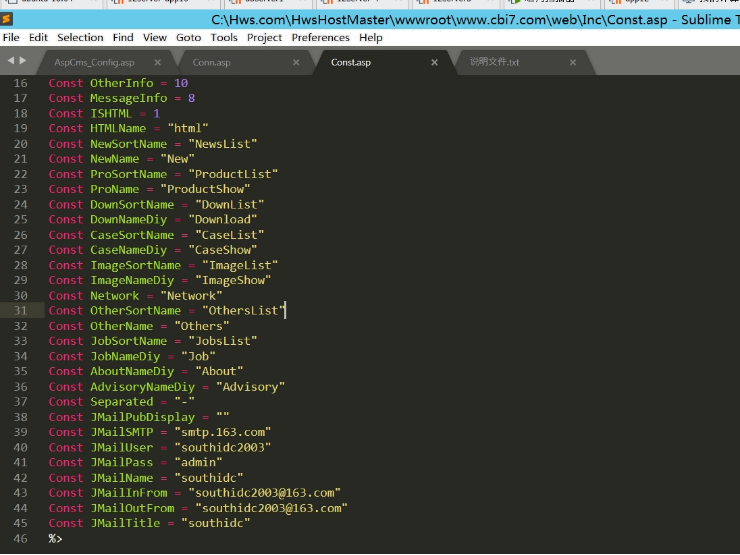 C:\Hws.com\HwsHostMaster\wwwroot\www.cbi7.com\web\Inc\Const.asp - Sublime T
File Edit Selection Find View Goto Tools Project Preferences Help
AspCms_Config.asp × Conn.asp × Const.asp × 说明文件.txt ×
16 Const OtherInfo = 10
17 Const MessageInfo = 8
18 Const ISHTML = 1
19 Const HTMLName = "html"
20 Const NewSortName = "NewsList"
21 Const NewName = "New"
22 Const ProSortName = "ProductList"
23 Const ProName = "ProductShow"
24 Const DownSortName = "DownList"
25 Const DownNameDiy = "Download"
26 Const CaseSortName = "CaseList"
27 Const CaseNameDiy = "CaseShow"
28 Const ImageSortName = "ImageList"
29 Const ImageNameDiy = "ImageShow"
30 Const Network = "Network"
31 Const OtherSortName = "OthersList"
32 Const OtherName = "Others"
33 Const JobSortName = "JobsList"
34 Const JobNameDiy = "Job"
35 Const AboutNameDiy = "About"
36 Const AdvisoryNameDiy = "Advisory"
37 Const Separated = "-"
38 Const JMailPubDisplay = ""
39 Const JMailSMTP = "smtp.163.com"
40 Const JMailUser = "southidc2003"
41 Const JMailPass = "admin"
42 Const JMailName = "southidc"
43 Const JMailInFrom = "southidc2003@163.com"
44 Const JMailOutFrom = "southidc2003@163.com"
45 Const JMailTitle = "southidc"
46 %>